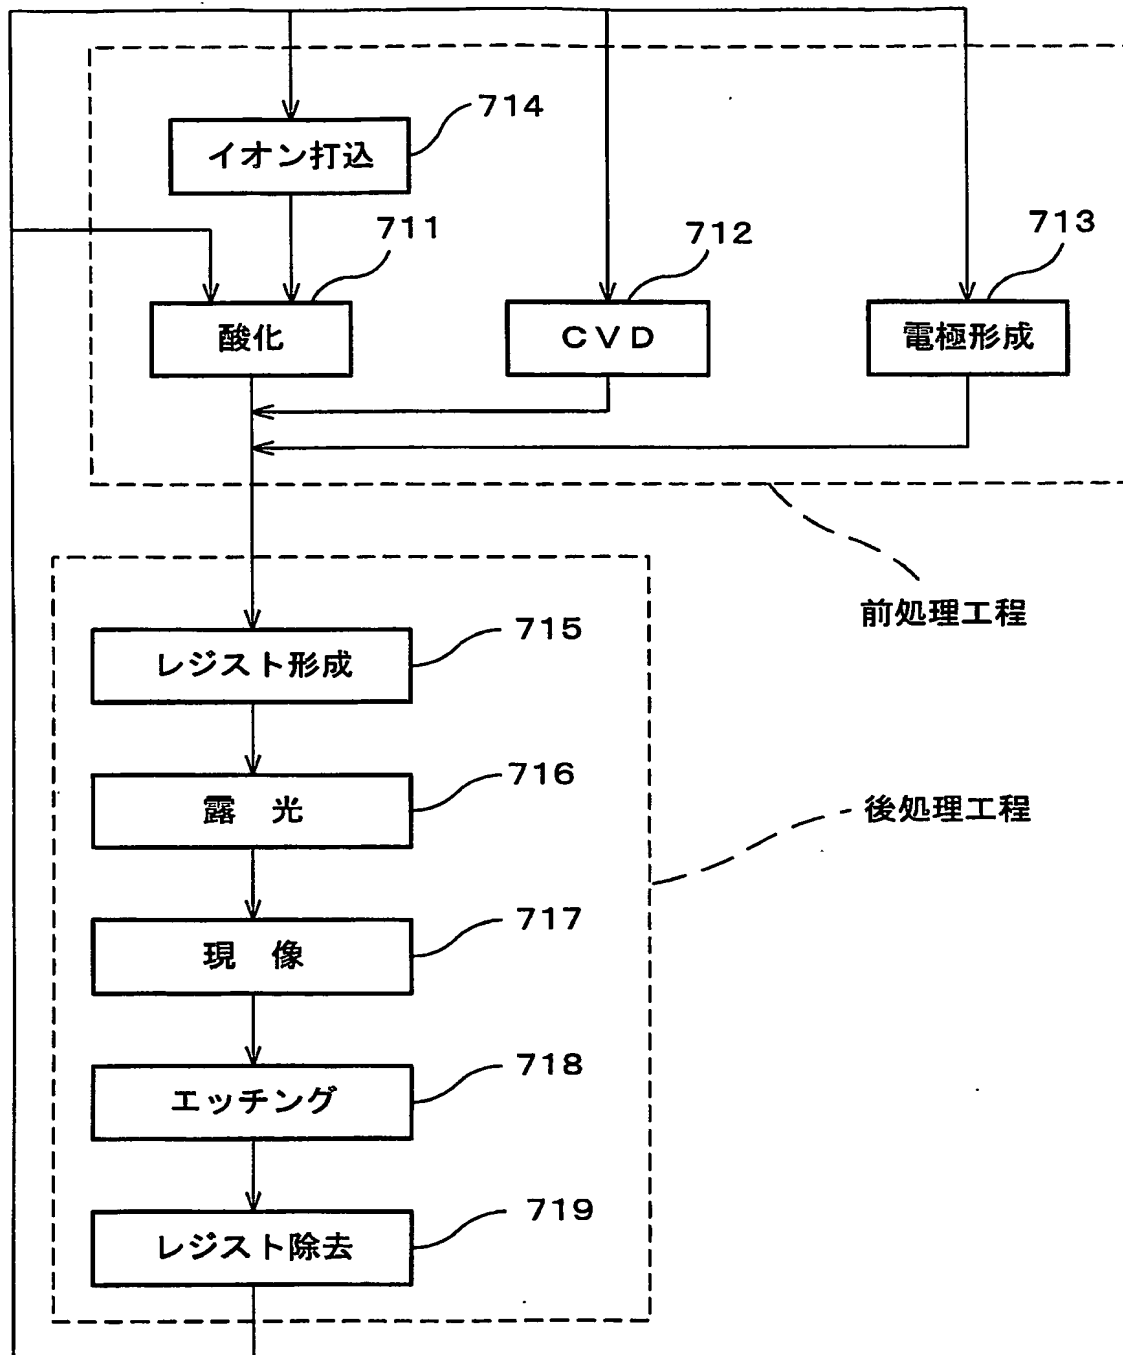 714
イオン打込
711
712
713
酸化
CVD
電極形成
前処理工程
715
レジスト形成
716
露 光
後処理工程
717
現 像
718
エッチング
719
レジスト除去